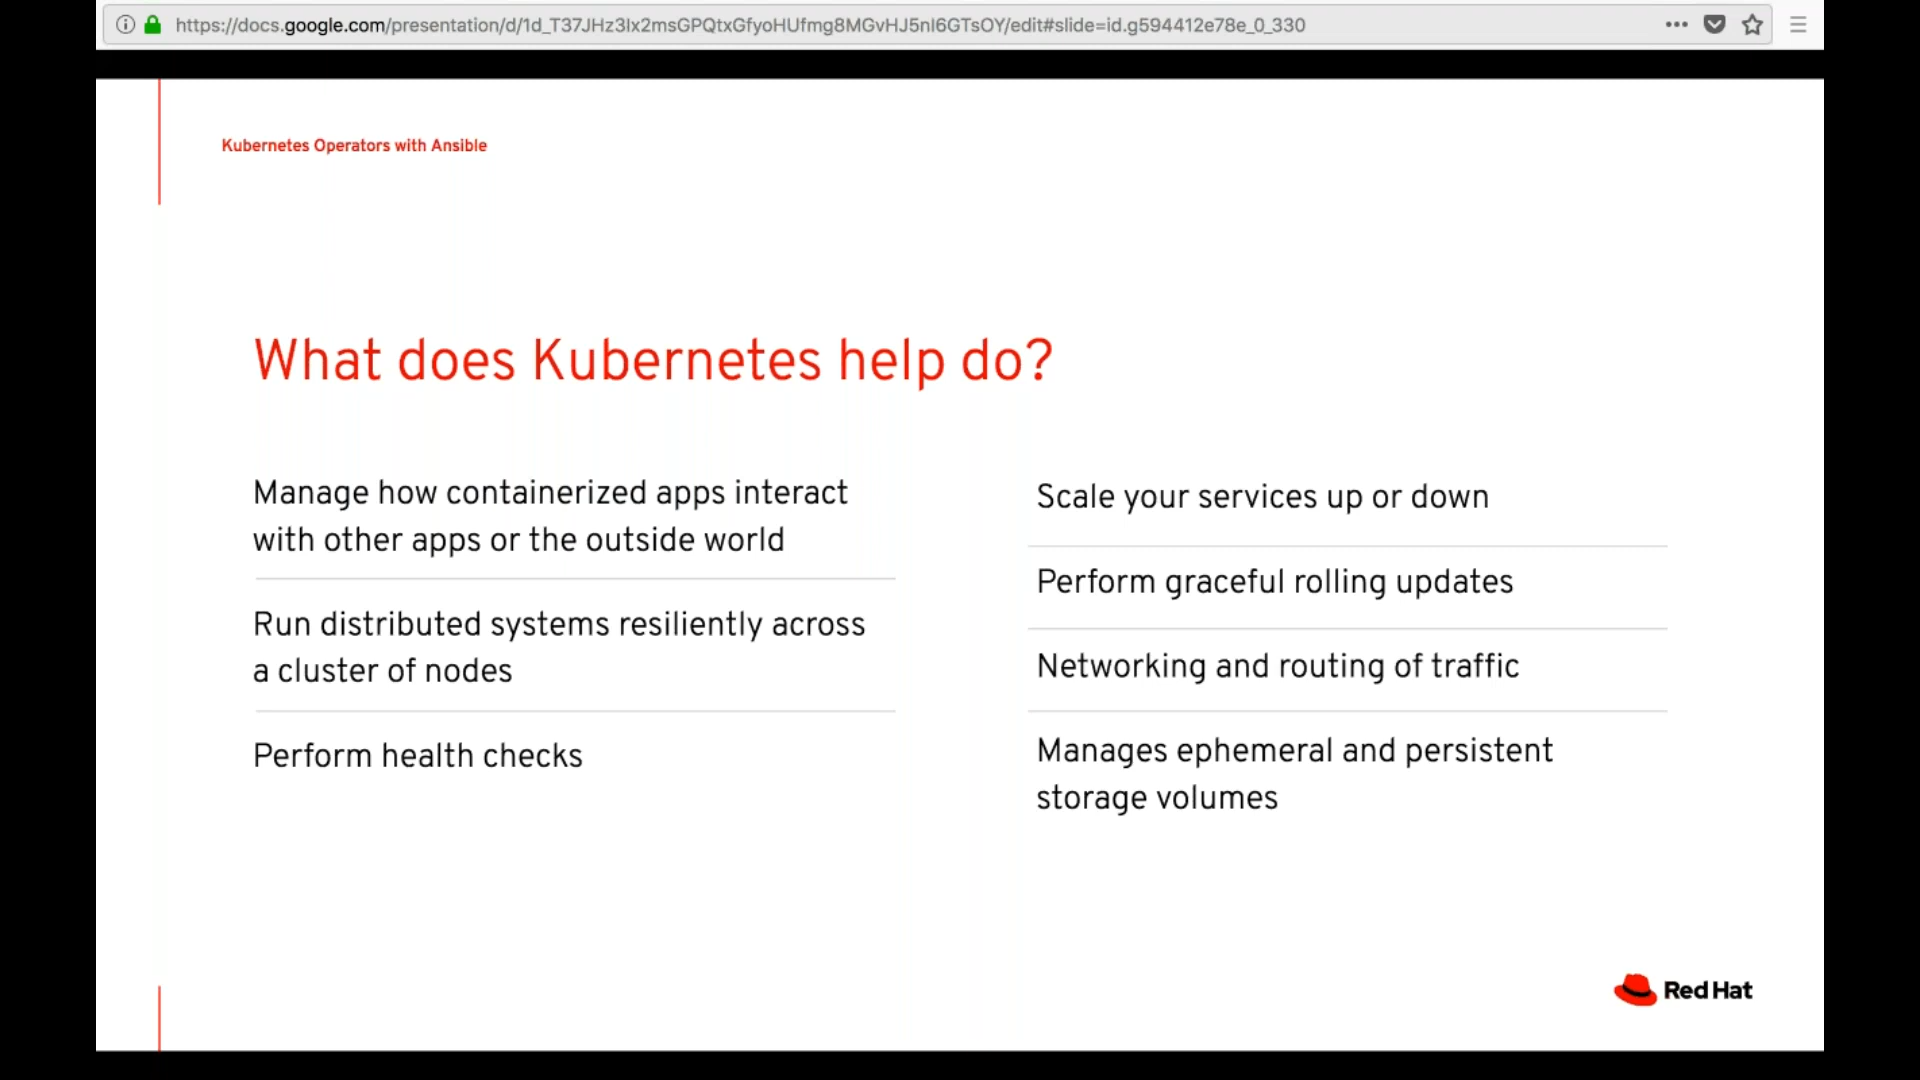 https://docs.google.com/presentation/d/1d_T37JHz3Ix2msGPQtxGfyoHUfmg8MGvHJ5nI6GTsOY/edit#slide=id.g594412e78e_0_330
Kubernetes Operators with Ansible
What does Kubernetes help do?
Manage how containerized apps interact
with other apps or the outside world
Run distributed systems resiliently across
a cluster of nodes
Perform health checks
Scale your services up or down
Perform graceful rolling updates
Networking and routing of traffic
Manages ephemeral and persistent
storage volumes
Red Hat